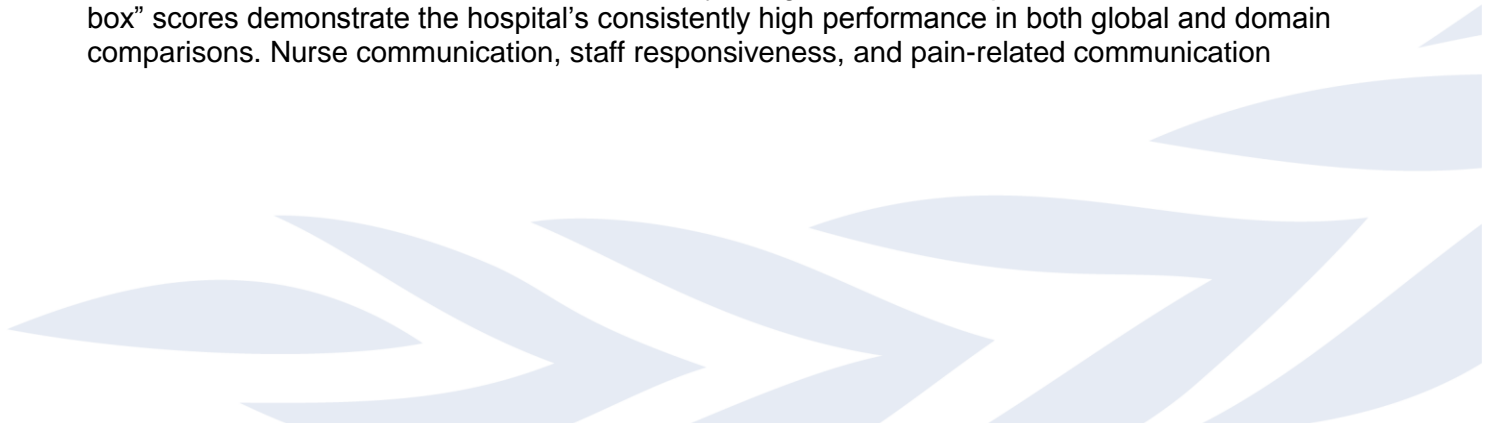 box” scores demonstrate the hospital’s consistently high performance in both global and domain
comparisons. Nurse communication, staff responsiveness, and pain-related communication